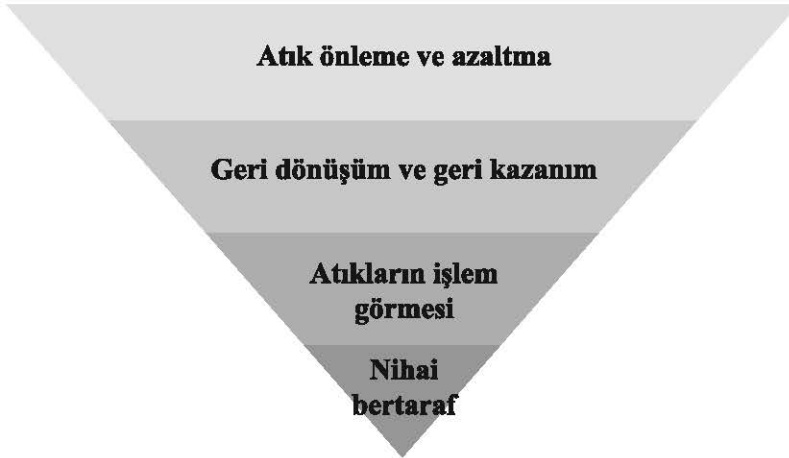 Atık önleme ve azaltma
Geri dönüşüm ve geri kazanım
Atıkların işlem
görmesi
Nihai
bertaraf